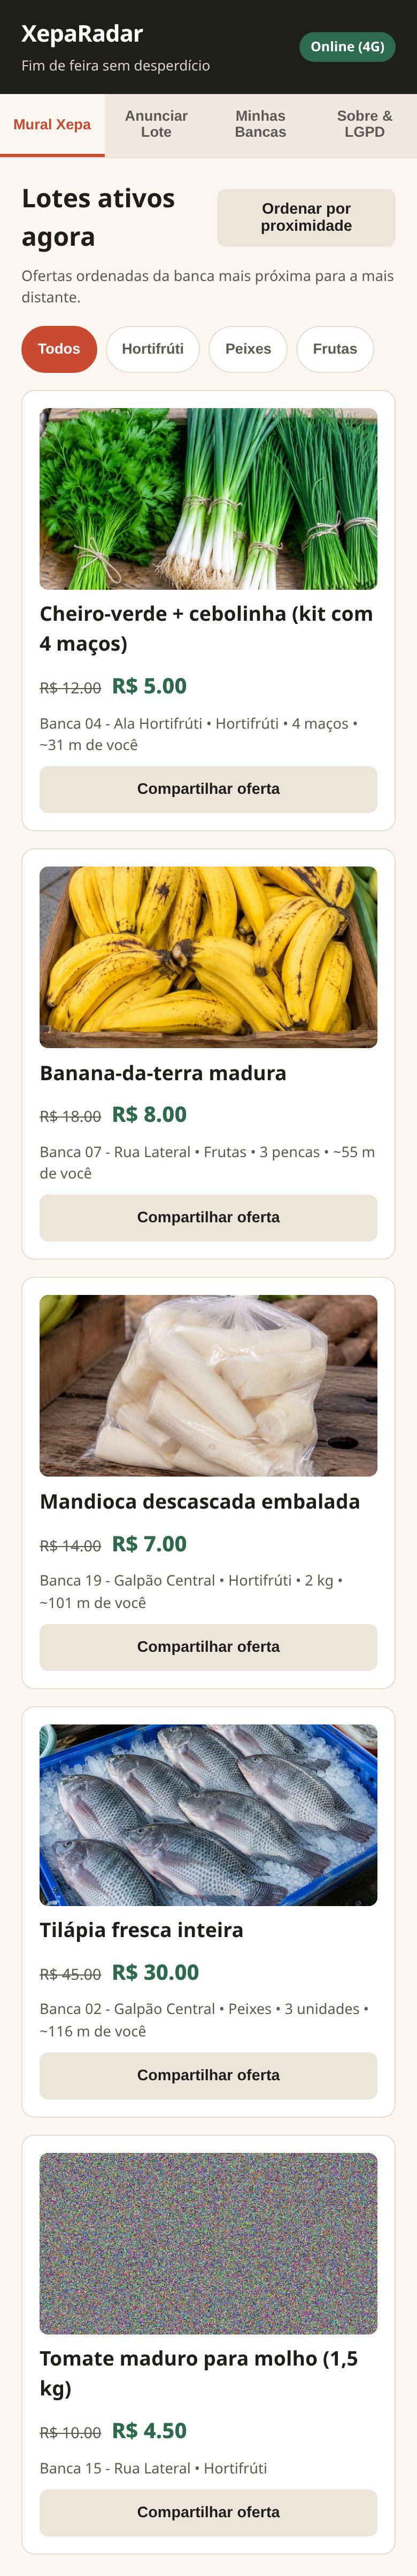 XepaRadar
Fim de feira sem desperdício
Online (4G)
Mural Xepa
Anunciar
Lote
Minhas
Bancas
Sobre &
LGPD
Lotes ativos
agora
Ordenar por
proximidade
Ofertas ordenadas da banca mais próxima para a mais
distante.
Todos
Hortifrúti
Peixes
Frutas
Cheiro-verde + cebolinha (kit com
4 maços)
R$ 12.00 R$ 5.00
Banca 04 - Ala Hortifrúti • Hortifrúti • 4 maços •
~31 m de você
Compartilhar oferta
Banana-da-terra madura
R$ 18.00 R$ 8.00
Banca 07 - Rua Lateral • Frutas • 3 pencas • ~55 m
de você
Compartilhar oferta
Mandioca descascada embalada
R$ 14.00 R$ 7.00
Banca 19 - Galpão Central • Hortifrúti • 2 kg •
~101 m de você
Compartilhar oferta
Tilápia fresca inteira
R$ 45.00 R$ 30.00
Banca 02 - Galpão Central • Peixes • 3 unidades •
~116 m de você
Compartilhar oferta
Tomate maduro para molho (1,5
kg)
R$ 10.00 R$ 4.50
Banca 15 - Rua Lateral • Hortifrúti
Compartilhar oferta